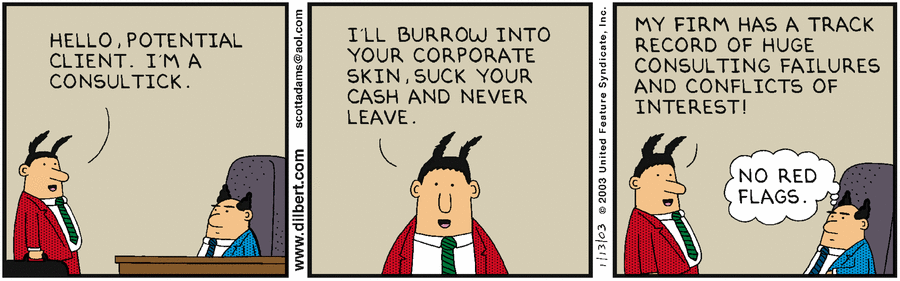 HELLO, POTENTIAL
CLIENT. I'M A
CONSULTICK.
www.dilbert.com
scottadams@aol.com
I'LL BURROW INTO
YOUR CORPORATE
SKIN, SUCK YOUR
CASH AND NEVER
LEAVE.
1/13/03 © 2003 United Feature Syndicate, Inc.
MY FIRM HAS A TRACK
RECORD OF HUGE
CONSULTING FAILURES
AND CONFLICTS OF
INTEREST!
NO RED
FLAGS.